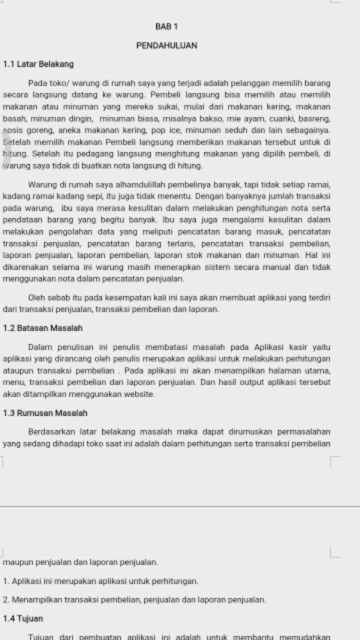 BAB 1
PENDAHULUAN
1.1 Latar Belakang
Pada toko/ warung di rumah saya yang terjadi adalah pelanggan memilih barang
secara langsung datang ke warung. Pembeli langsung bisa memilih atau memilih
makanan atau minuman yang mereka sukai, mulai dari makanan kering, makanan
basah, minuman dingin, minuman biasa, misalnya bakso, mie ayam, cuanki, basreng,
sosis goreng, aneka makanan kering, pop ice, minuman seduh dan lain sebagainya.
Setelah memilih makanan Pembeli langsung memberikan makanan tersebut untuk di
hitung. Setelah itu pedagang langsung menghitung makanan yang dipilih pembeli, di
warung saya tidak di buatkan nota langsung di hitung.
Warung di rumah saya alhamdulillah pembelinya banyak, tapi tidak setiap ramai,
kadang ramai kadang sepi, itu juga tidak menentu. Dengan banyaknya jumlah transaksi
pada warung, ibu saya merasa kesulitan dalam melakukan penghitungan nota serta
pendataan barang yang begitu banyak. Ibu saya juga mengalami kesulitan dalam
melakukan pengolahan data yang meliputi pencatatan barang masuk, pencatatan
transaksi penjualan, pencatatan barang terlaris, pencatatan transaksi pembelian,
laporan penjualan, laporan pembelian, laporan stok makanan dan minuman. Hal ini
dikarenakan selama ini warung masih menerapkan sistem secara manual dan tidak
menggunakan nota dalam pencatatan penjualan.
Oleh sebab itu pada kesempatan kali ini saya akan membuat aplikasi yang terdiri
dari transaksi penjualan, transaksi pembelian dan laporan.
1.2 Batasan Masalah
Dalam penulisan ini penulis membatasi masalah pada Aplikasi kasir yaitu
aplikasi yang dirancang oleh penulis merupakan aplikasi untuk melakukan perhitungan
ataupun transaksi pembelian . Pada aplikasi ini akan menampilkan halaman utama,
menu, transaksi pembelian dan laporan penjualan. Dan hasil output aplikasi tersebut
akan ditampilkan menggunakan website.
1.3 Rumusan Masalah
Berdasarkan latar belakang masalah maka dapat dirumuskan permasalahan
yang sedang dihadapi toko saat ini adalah dalam perhitungan serta transaksi pembelian
maupun penjualan dan laporan penjualan.
1. Aplikasi ini merupakan aplikasi untuk perhitungan.
2. Menampilkan transaksi pembelian, penjualan dan laporan penjualan.
1.4 Tujuan
Tujuan dari pembuatan aplikasi ini adalah untuk membantu memudahkan